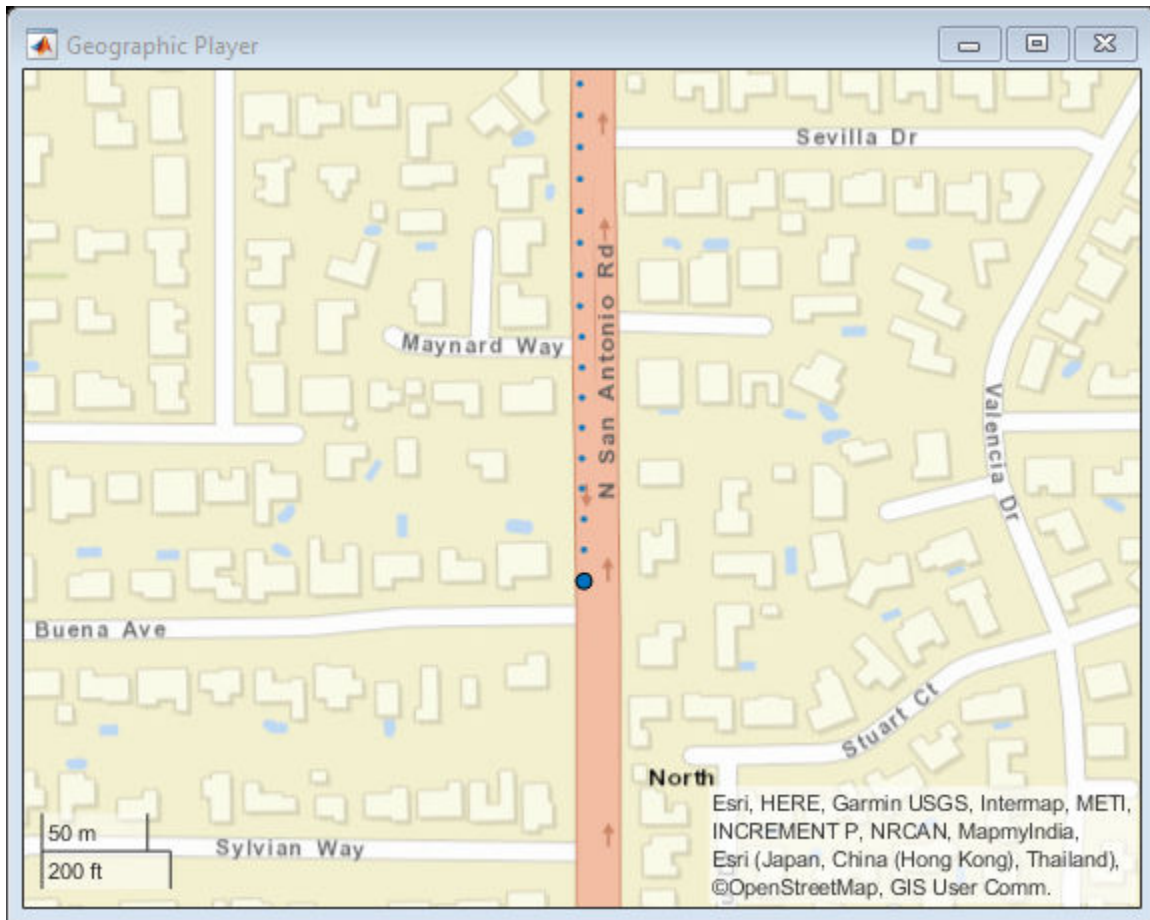 Geographic Player
Sevilla Dr
N San Antonio Rd
Maynard Way
Valencia Dr
Buena Ave
Stuart Ct
North
Esri, HERE, Garmin USGS, Intermap, METI,
INCREMENT P, NRCAN, MapmyIndia,
Esri (Japan, China (Hong Kong), Thailand),
©OpenStreetMap, GIS User Comm.
50 m
200 ft
Sylvian Way